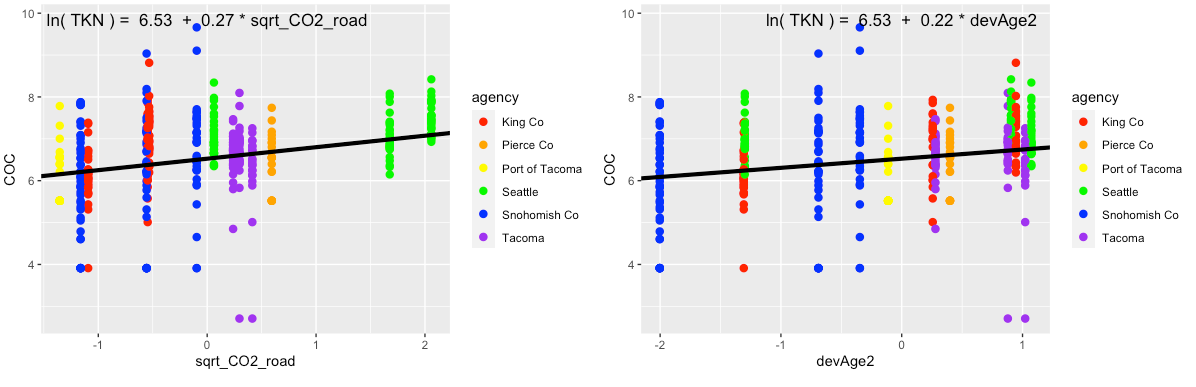 ln( TKN ) = 6.53 + 0.27 * sqrt_CO2_road
10
8
6
4
COC
-1
0
1
2
sqrt_CO2_road
agency
King Co
Pierce Co
Port of Tacoma
Seattle
Snohomish Co
Tacoma
ln( TKN ) = 6.53 + 0.22 * devAge2
10
8
6
4
COC
-2
-1
0
1
devAge2
agency
King Co
Pierce Co
Port of Tacoma
Seattle
Snohomish Co
Tacoma